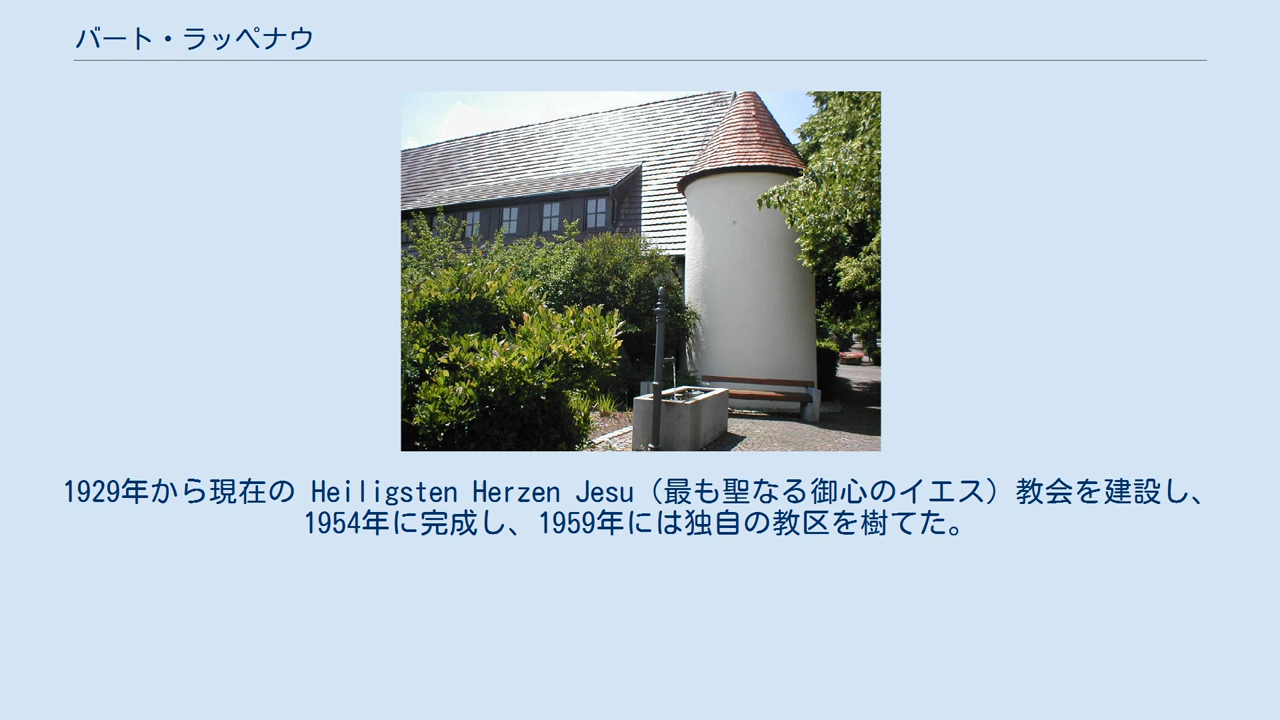 バート・ラッペナウ
1929年から現在の Heiligsten Herzen Jesu（最も聖なる御心のイエス）教会を建設し、
1954年に完成し、1959年には独自の教区を樹てた。